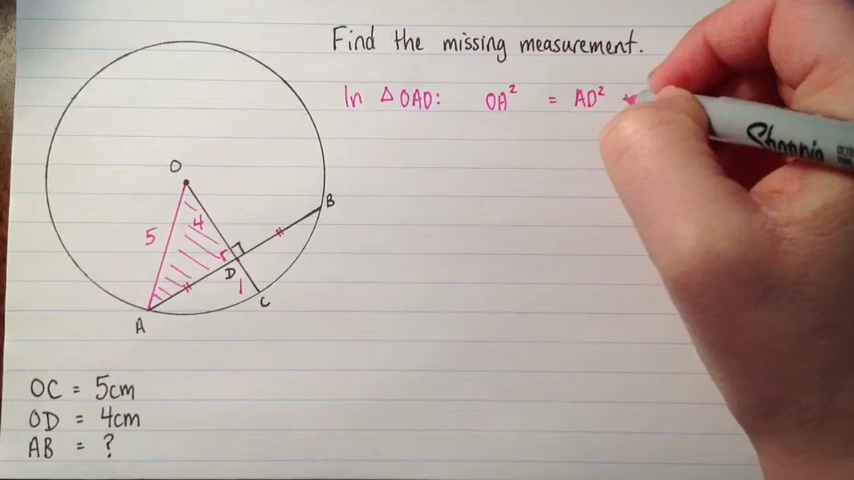 Find the missing measurement.
In △OAD: OA² = AD² +
O
5
4
B
D
1
C
A
OC = 5cm
OD = 4cm
AB = ?
Sharpie